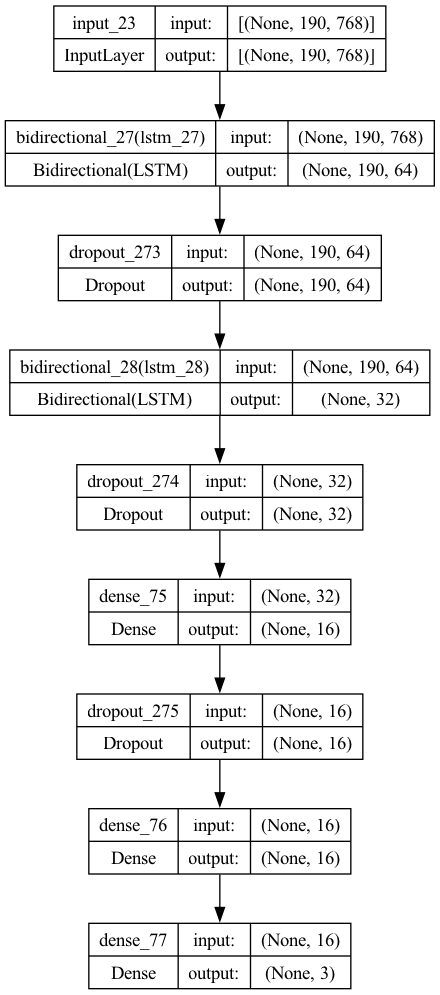 input_23 input: [(None, 190, 768)]
InputLayer output: [(None, 190, 768)]
bidirectional_27(lstm_27) input: (None, 190, 768)
Bidirectional(LSTM) output: (None, 190, 64)
dropout_273 input: (None, 190, 64)
Dropout output: (None, 190, 64)
bidirectional_28(lstm_28) input: (None, 190, 64)
Bidirectional(LSTM) output: (None, 32)
dropout_274 input: (None, 32)
Dropout output: (None, 32)
dense_75 input: (None, 32)
Dense output: (None, 16)
dropout_275 input: (None, 16)
Dropout output: (None, 16)
dense_76 input: (None, 16)
Dense output: (None, 16)
dense_77 input: (None, 16)
Dense output: (None, 3)